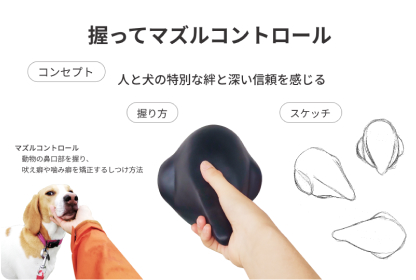 握ってマズルコントロール
コンセプト
人と犬の特別な絆と深い信頼を感じる
握り方
スケッチ
マズルコントロール
動物の鼻口部を握り、
吠え癖や噛み癖を矯正するしつけ方法